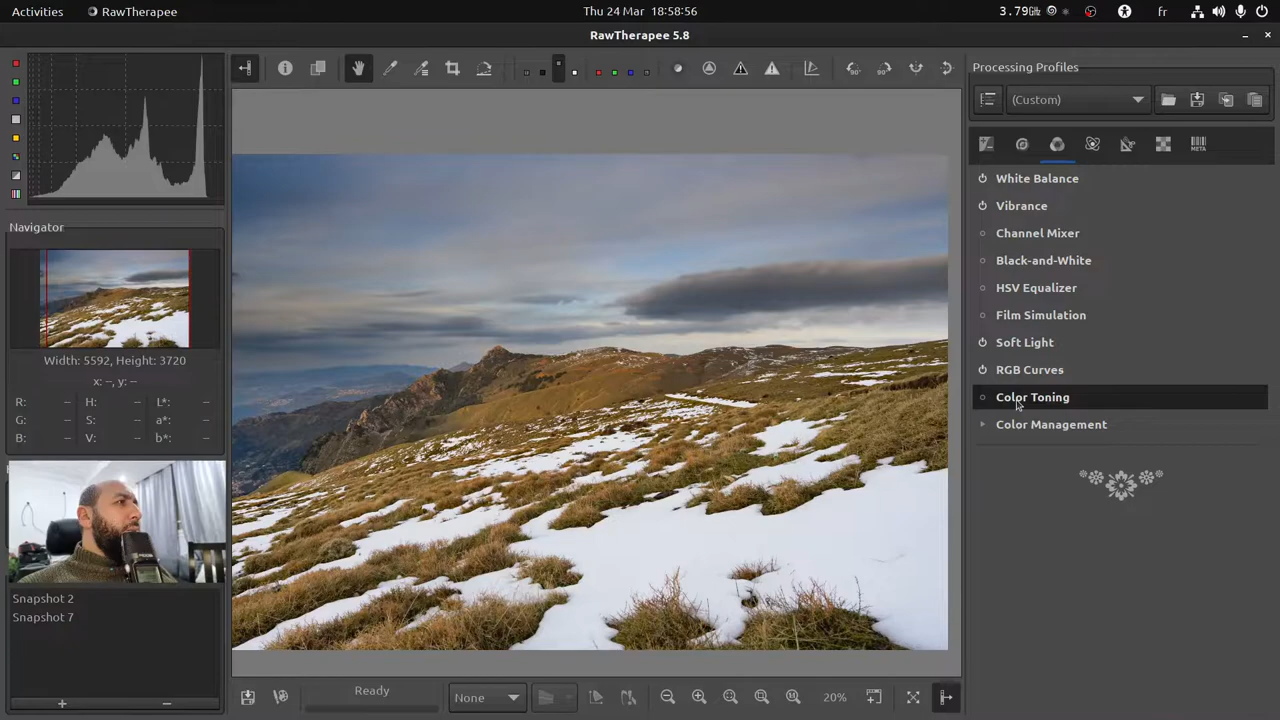 Activities RawTherapee Thu 24 Mar 18:58:56 3.79GHz fr
RawTherapee 5.8
Processing Profiles
(Custom)
META
White Balance
Vibrance
Channel Mixer
Black-and-White
HSV Equalizer
Film Simulation
Soft Light
RGB Curves
Color Toning
Color Management
Navigator
Width: 5592, Height: 3720
x: --, y: --
R: -- H: -- L*: --
G: -- S: -- a*: --
B: -- V: -- b*: --
Snapshot 2
Snapshot 7
Ready
None
20%